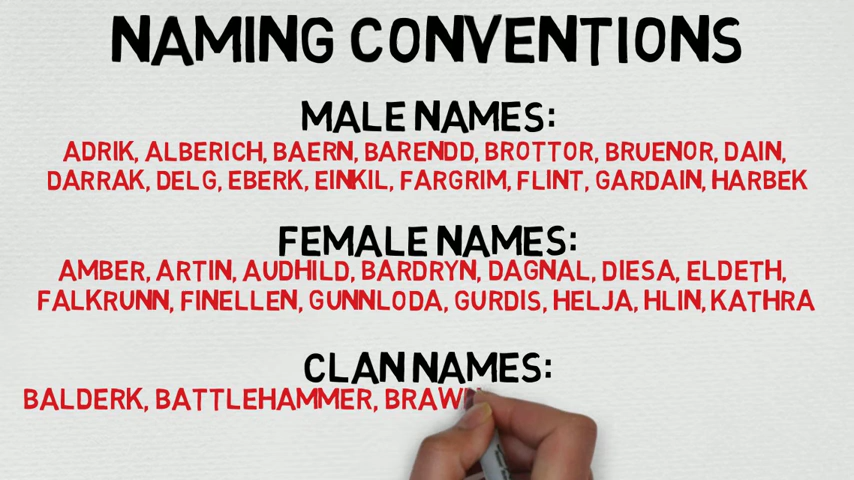 NAMING CONVENTIONS
MALE NAMES:
ADRIK, ALBERICH, BAERN, BARENDD, BROTTOR, BRUENOR, DAIN,
DARRAK, DELG, EBERK, EINKIL, FARGRIM, FLINT, GARDAIN, HARBEK
FEMALE NAMES:
AMBER, ARTIN, AUDHILD, BARDRYN, DAGNAL, DIESA, ELDETH,
FALKRUNN, FINELLEN, GUNNLODA, GURDIS, HELJA, HLIN, KATHRA
CLAN NAMES:
BALDERK, BATTLEHAMMER,